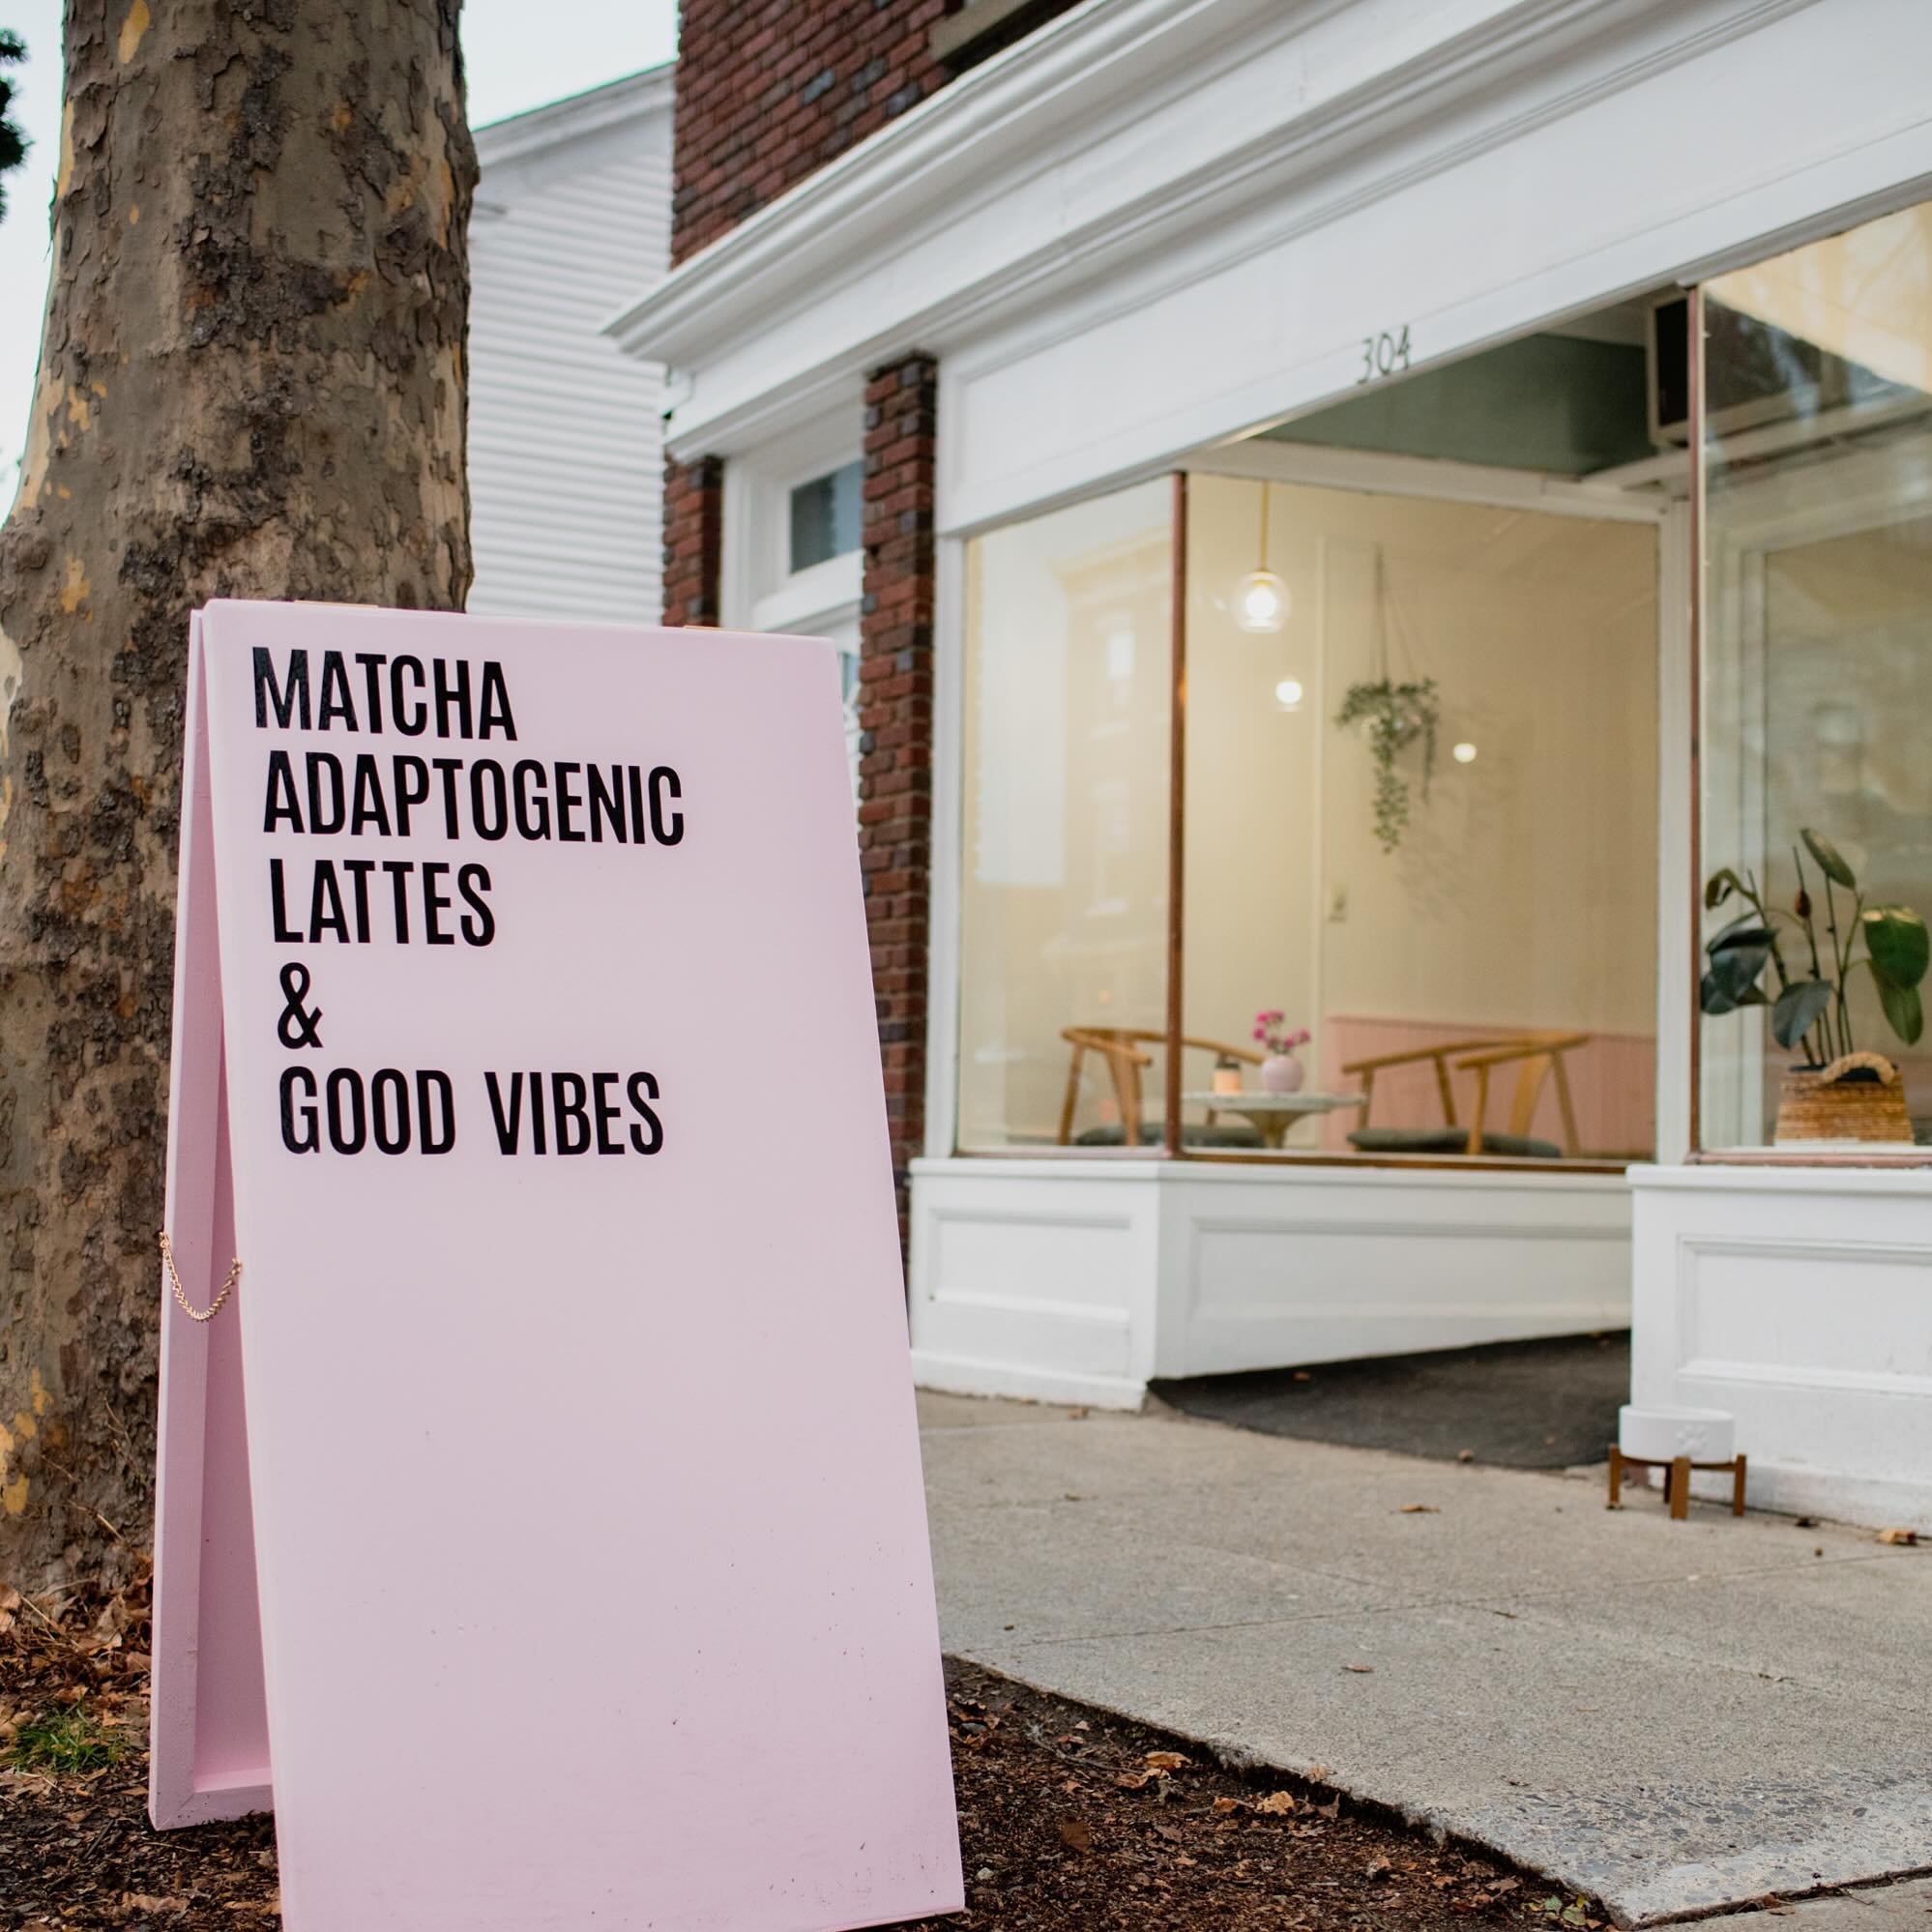 MATCHA
ADAPTOGENIC
LATTES
&
GOOD VIBES
304